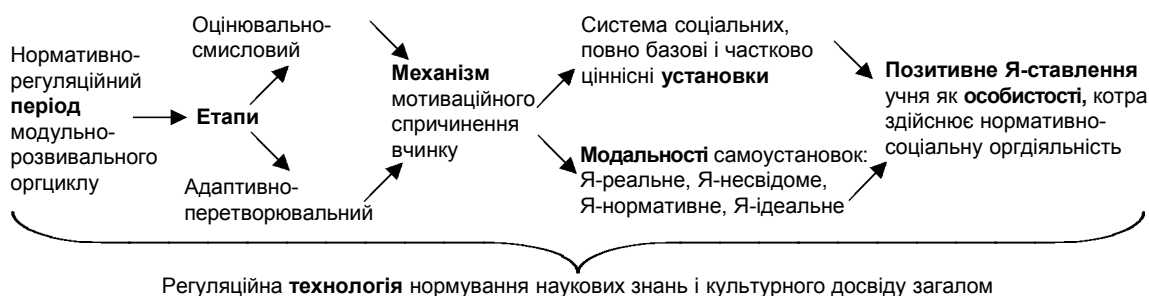 Нормативно-
регуляційний
період
модульно-
розвивального
оргциклу
Етапи
Оцінювально-
смисловий
Адаптивно-
перетворювальний
Механізм
мотиваційного
спричинення
вчинку
Система соціальних,
повно базові і частково
ціннісні установки
Модальності самоустановок:
Я-реальне, Я-несвідоме,
Я-нормативне, Я-ідеальне
Позитивне Я-ставлення
учня як особистості, котра
здійснює нормативно-
соціальну оргдіяльність
Регуляційна технологія нормування наукових знань і культурного досвіду загалом